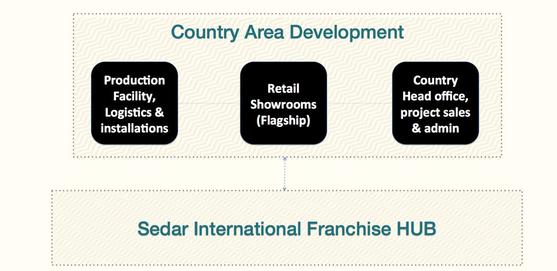 Country Area Development
Production
Facility,
Logistics &
installations
Retail
Showrooms
(Flagship)
Country
Head office,
project sales
& admin
Sedar International Franchise HUB